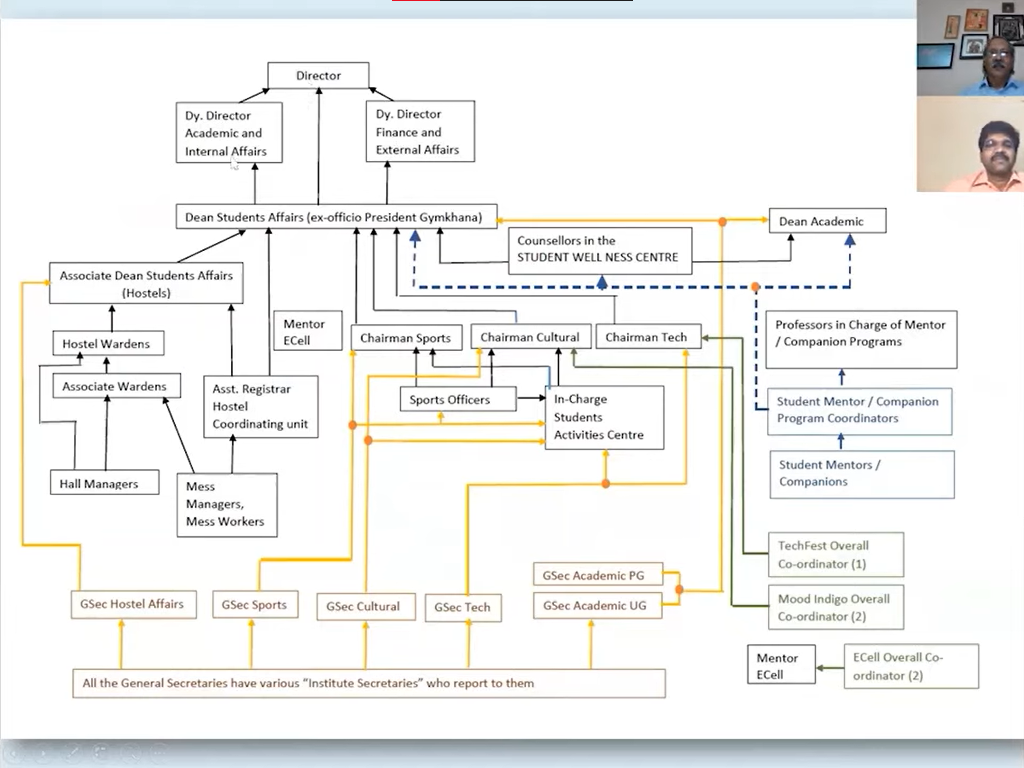 Director
Dy. Director
Academic and
Internal Affairs
Dy. Director
Finance and
External Affairs
Dean Students Affairs (ex-officio President Gymkhana)
Dean Academic
Counsellors in the
STUDENT WELL NESS CENTRE
Associate Dean Students Affairs
(Hostels)
Mentor
ECell
Chairman Sports
Chairman Cultural
Chairman Tech
Professors in Charge of Mentor
/ Companion Programs
Hostel Wardens
Associate Wardens
Asst. Registrar
Hostel
Coordinating unit
Sports Officers
In-Charge
Students
Activities Centre
Student Mentor / Companion
Program Coordinators
Student Mentors /
Companions
Hall Managers
Mess
Managers,
Mess Workers
TechFest Overall
Co-ordinator (1)
GSec Academic PG
GSec Hostel Affairs
GSec Sports
GSec Cultural
GSec Tech
GSec Academic UG
Mood Indigo Overall
Co-ordinator (2)
Mentor
ECell
ECell Overall Co-
ordinator (2)
All the General Secretaries have various “Institute Secretaries” who report to them